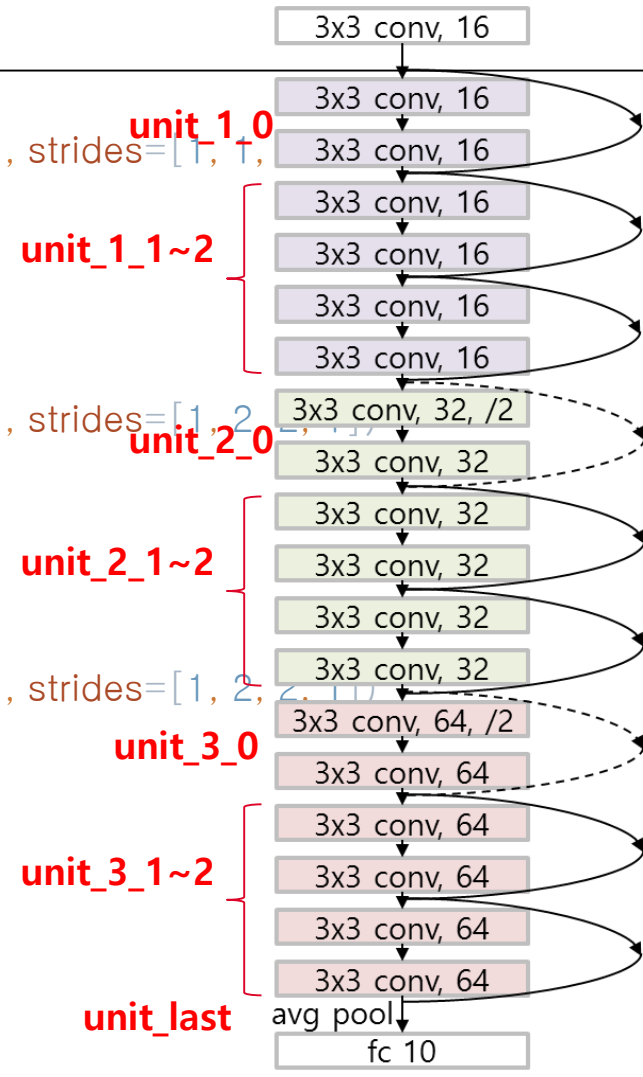 3x3 conv, 16
3x3 conv, 16
unit_1_0
, strides=[1, 1,
3x3 conv, 16
3x3 conv, 16
unit_1_1~2
3x3 conv, 16
3x3 conv, 16
3x3 conv, 16
3x3 conv, 32, /2
, strides=[1, 2, 2, 1])
unit_2_0
3x3 conv, 32
3x3 conv, 32
unit_2_1~2
3x3 conv, 32
3x3 conv, 32
3x3 conv, 32
, strides=[1, 2, 2, 1])
3x3 conv, 64, /2
unit_3_0
3x3 conv, 64
3x3 conv, 64
unit_3_1~2
3x3 conv, 64
3x3 conv, 64
3x3 conv, 64
unit_last
avg pool
fc 10